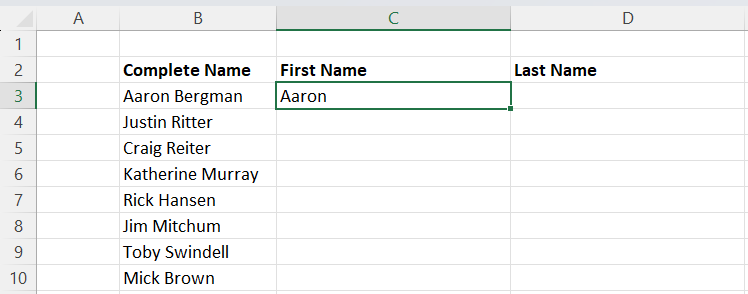 A B C D
1
2 Complete Name First Name Last Name
3 Aaron Bergman Aaron
4 Justin Ritter
5 Craig Reiter
6 Katherine Murray
7 Rick Hansen
8 Jim Mitchum
9 Toby Swindell
10 Mick Brown